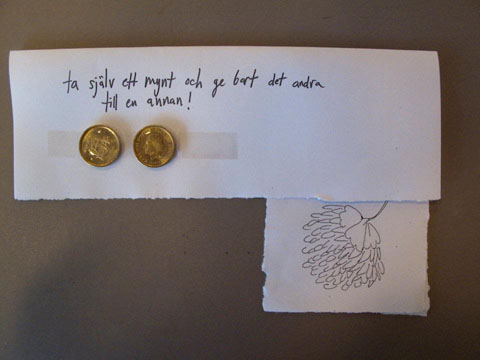 ta själv ett mynt och ge bort det andra
till en annan!